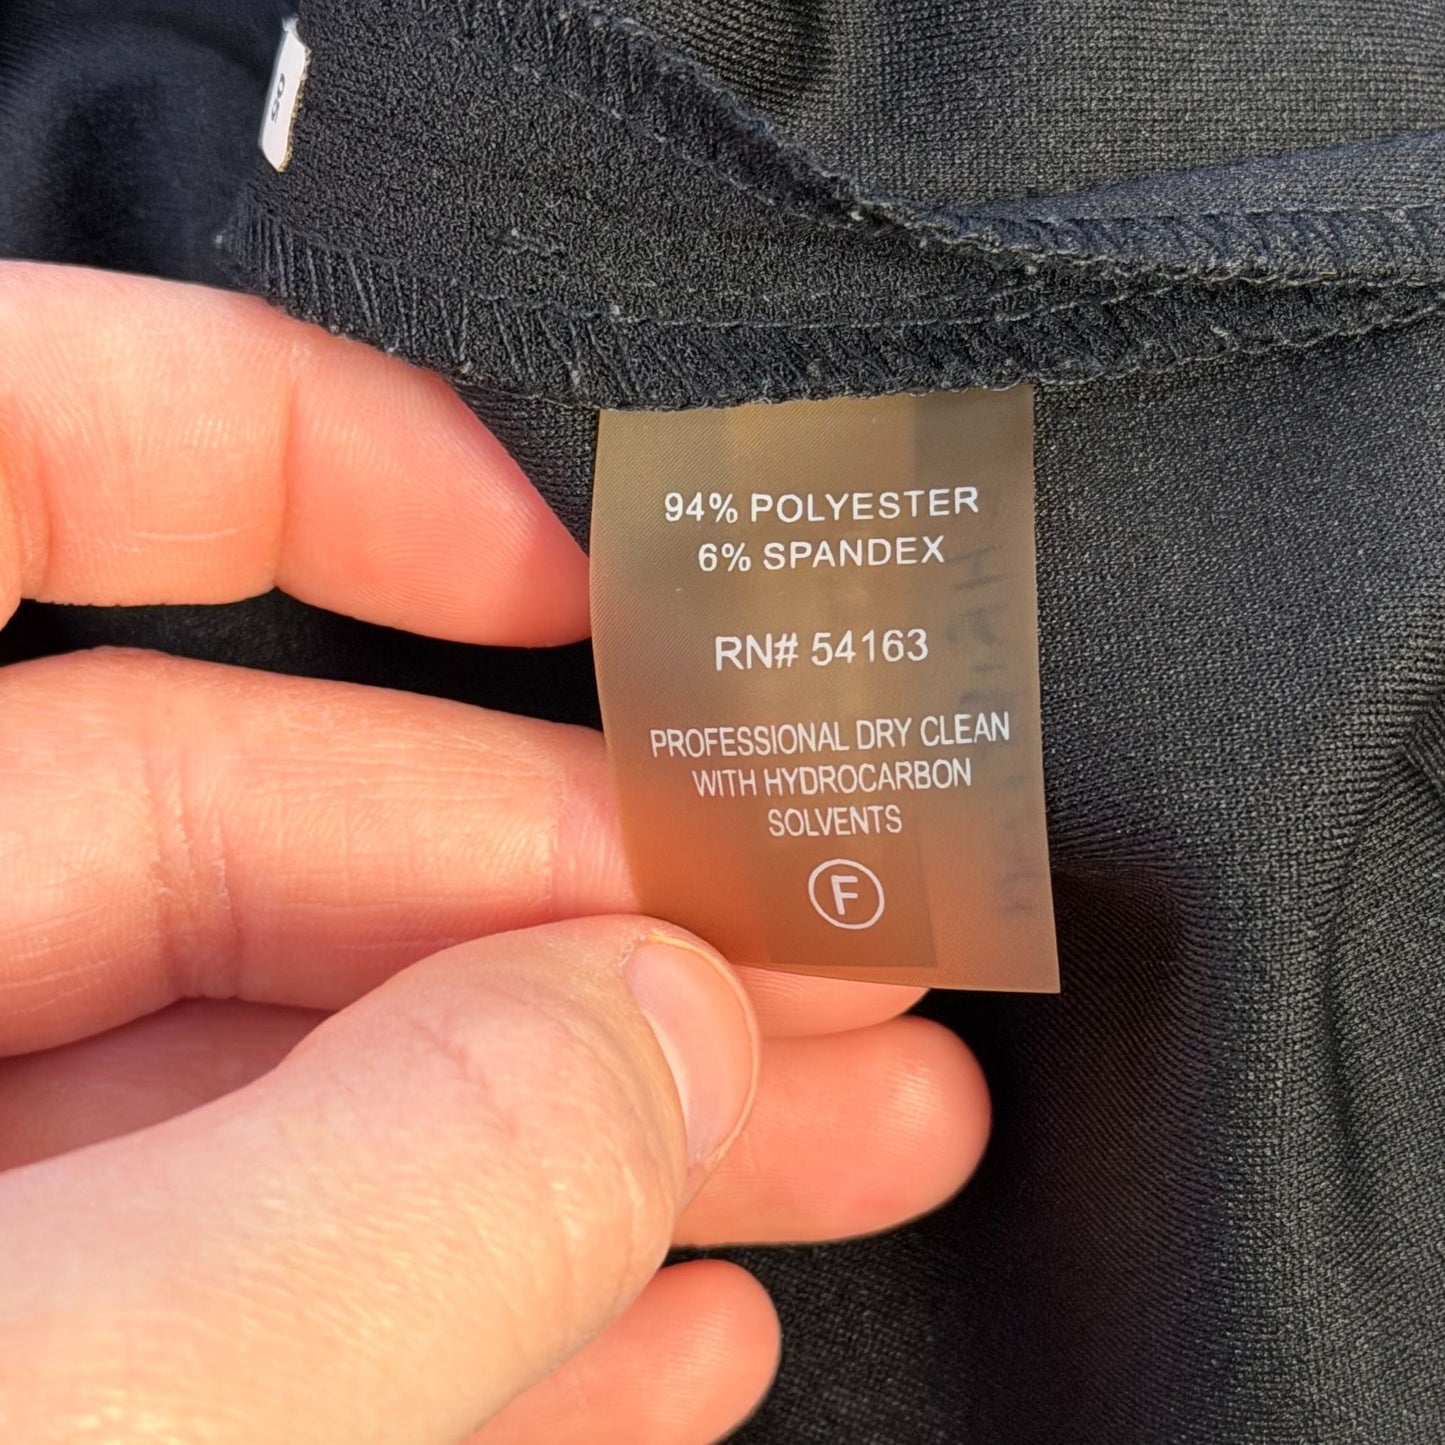 94% POLYESTER
6% SPANDEX
RN# 54163
PROFESSIONAL DRY CLEAN
WITH HYDROCARBON
SOLVENTS
F